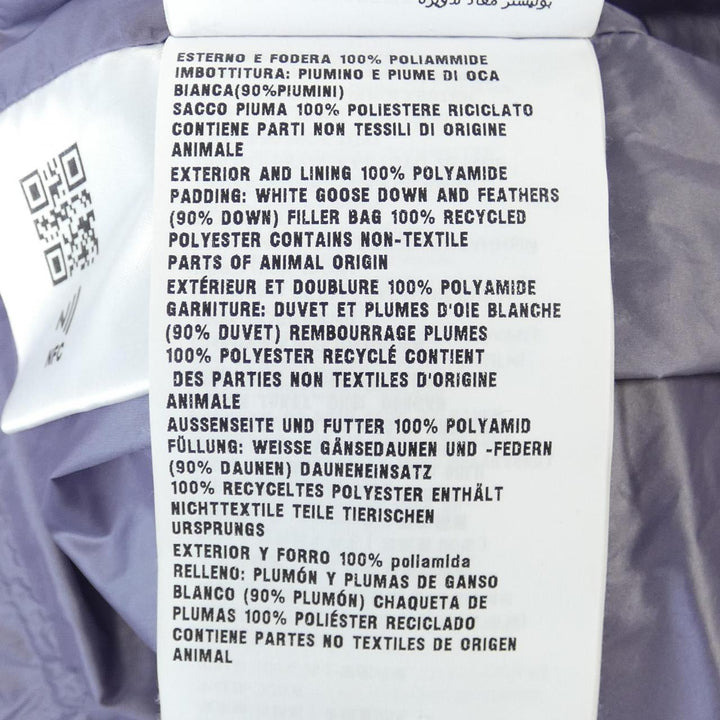 بوليستر معاد تدويره
ESTERNO E FODERA 100% POLIAMMIDE
IMBOTTITURA: PIUMINO E PIUME DI OCA
BIANCA(90%PIUMINI)
SACCO PIUMA 100% POLIESTERE RICICLATO
CONTIENE PARTI NON TESSILI DI ORIGINE
ANIMALE
EXTERIOR AND LINING 100% POLYAMIDE
PADDING: WHITE GOOSE DOWN AND FEATHERS
(90% DOWN) FILLER BAG 100% RECYCLED
POLYESTER CONTAINS NON-TEXTILE
PARTS OF ANIMAL ORIGIN
EXTÉRIEUR ET DOUBLURE 100% POLYAMIDE
GARNITURE: DUVET ET PLUMES D'OIE BLANCHE
(90% DUVET) REMBOURRAGE PLUMES
100% POLYESTER RECYCLÉ CONTIENT
DES PARTIES NON TEXTILES D'ORIGINE
ANIMALE
AUSSENSEITE UND FUTTER 100% POLYAMID
FÜLLUNG: WEISSE GÄNSEDAUNEN UND -FEDERN
(90% DAUNEN) DAUNENEINSATZ
100% RECYCELTES POLYESTER ENTHÄLT
NICHTTEXTILE TEILE TIERISCHEN
URSPRUNGS
EXTERIOR Y FORRO 100% poliamida
RELLENO: PLUMÓN Y PLUMAS DE GANSO
BLANCO (90% PLUMÓN) CHAQUETA DE
PLUMAS 100% POLIÉSTER RECICLADO
CONTIENE PARTES NO TEXTILES DE ORIGEN
ANIMAL
NFC